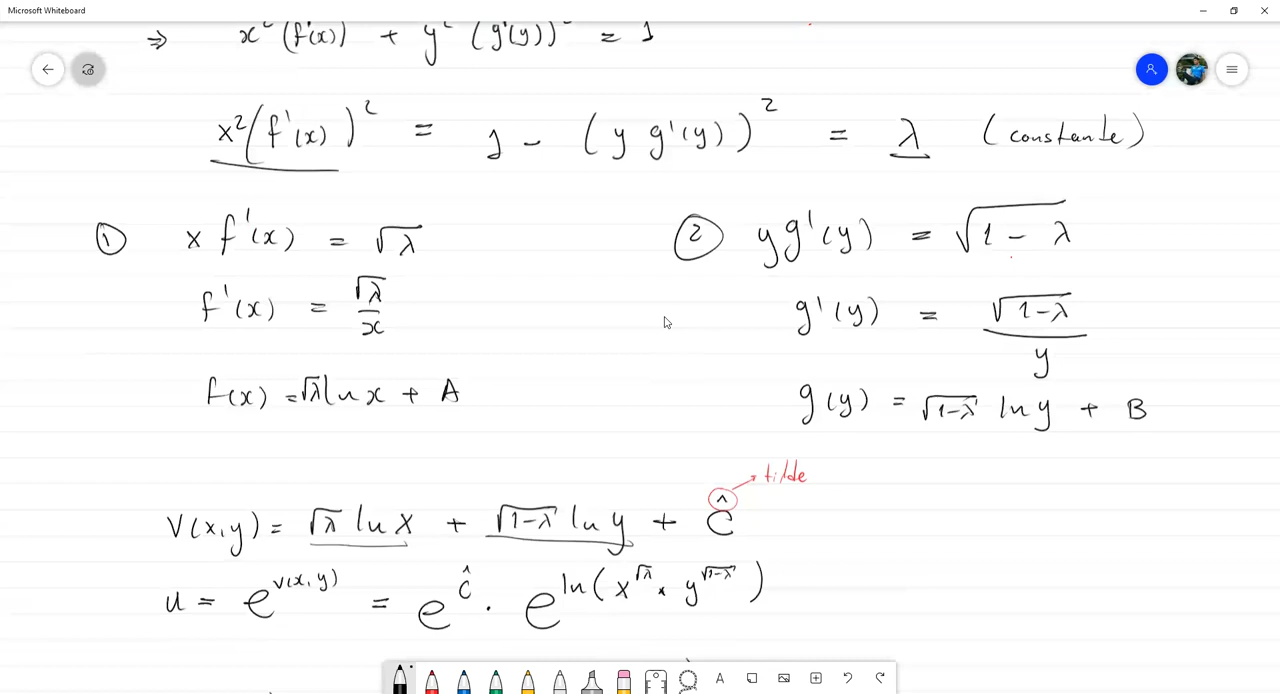 Microsoft Whiteboard
⇒ x² (f'(x))² + y² (g'(y))² = 1
x² (f'(x))² = 1 - (y g'(y))² = λ (constante)
① x f'(x) = √λ
② y g'(y) = √(1 - λ)
f'(x) = √λ / x
g'(y) = √(1-λ) / y
f(x) = √λ ln x + A
g(y) = √(1-λ) ln y + B
tilde
V(x,y) = √λ ln x + √(1-λ) ln y + Ĉ
u = e^{V(x,y)} = e^Ĉ · e^{ln(x^{√λ} * y^{√(1-λ)})}
A